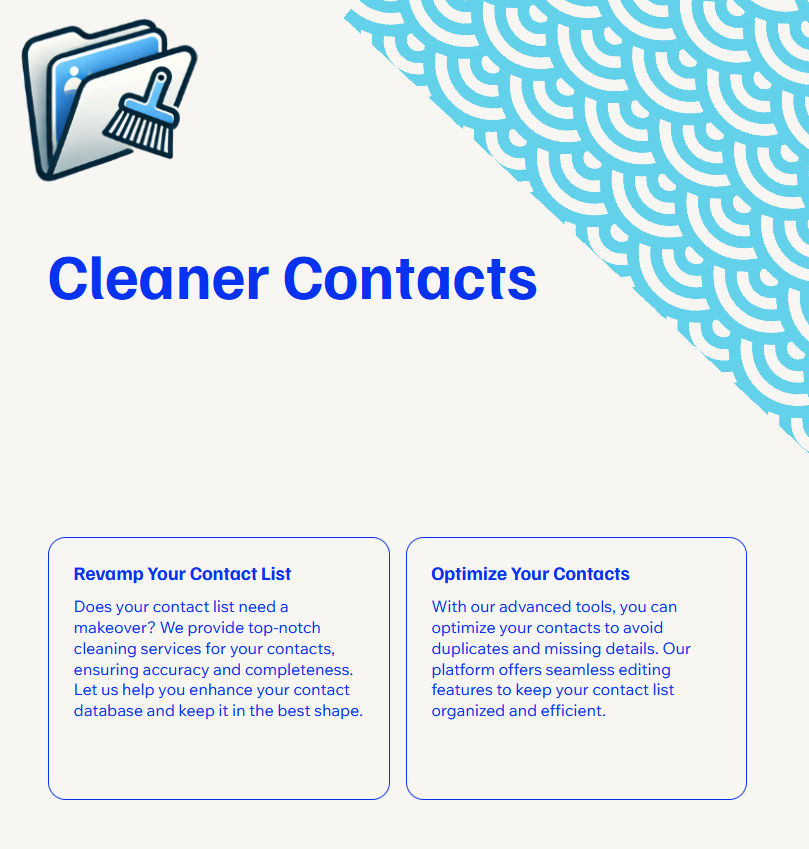 Cleaner Contacts
Revamp Your Contact List
Does your contact list need a
makeover? We provide top-notch
cleaning services for your contacts,
ensuring accuracy and completeness.
Let us help you enhance your contact
database and keep it in the best shape.
Optimize Your Contacts
With our advanced tools, you can
optimize your contacts to avoid
duplicates and missing details. Our
platform offers seamless editing
features to keep your contact list
organized and efficient.